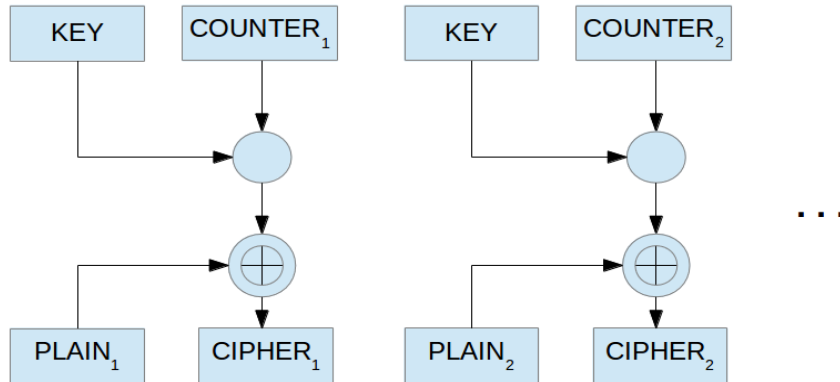 KEY COUNTER₁ KEY COUNTER₂
. . .
PLAIN₁ CIPHER₁ PLAIN₂ CIPHER₂